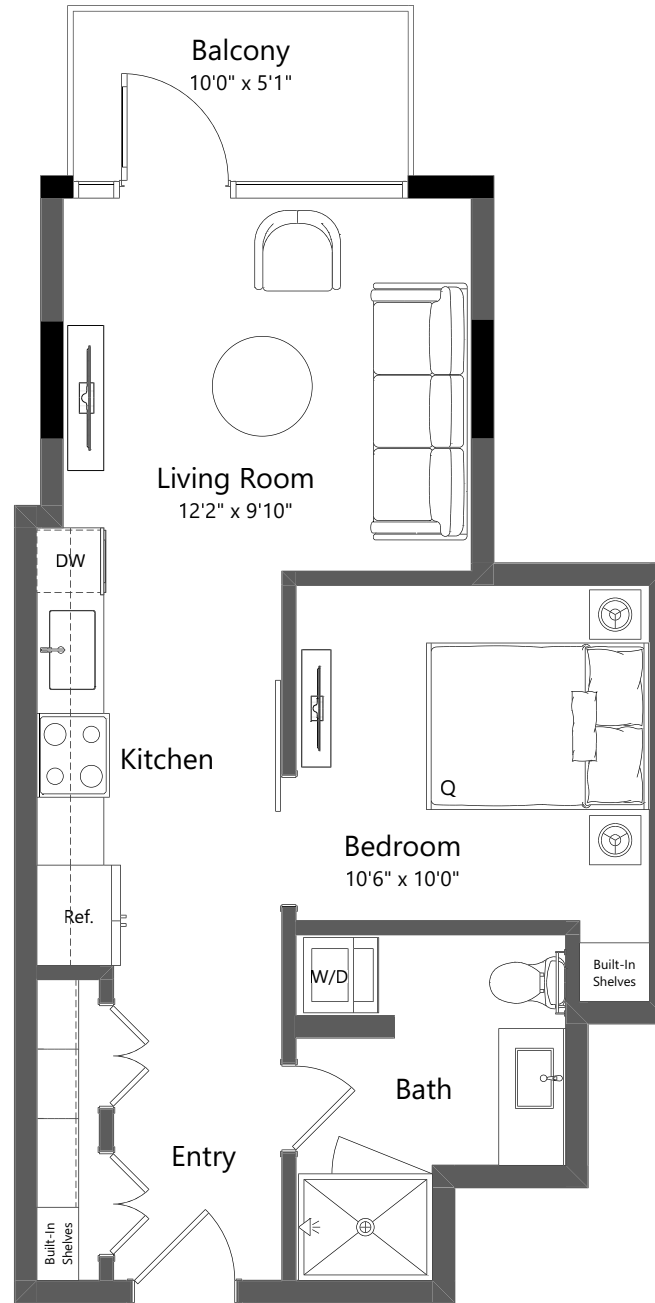 Balcony
10'0" x 5'1"
Living Room
12'2" x 9'10"
DW
Kitchen
Q
Bedroom
10'6" x 10'0"
Ref.
W/D
Built-In
Shelves
Bath
Entry
Built-In
Shelves